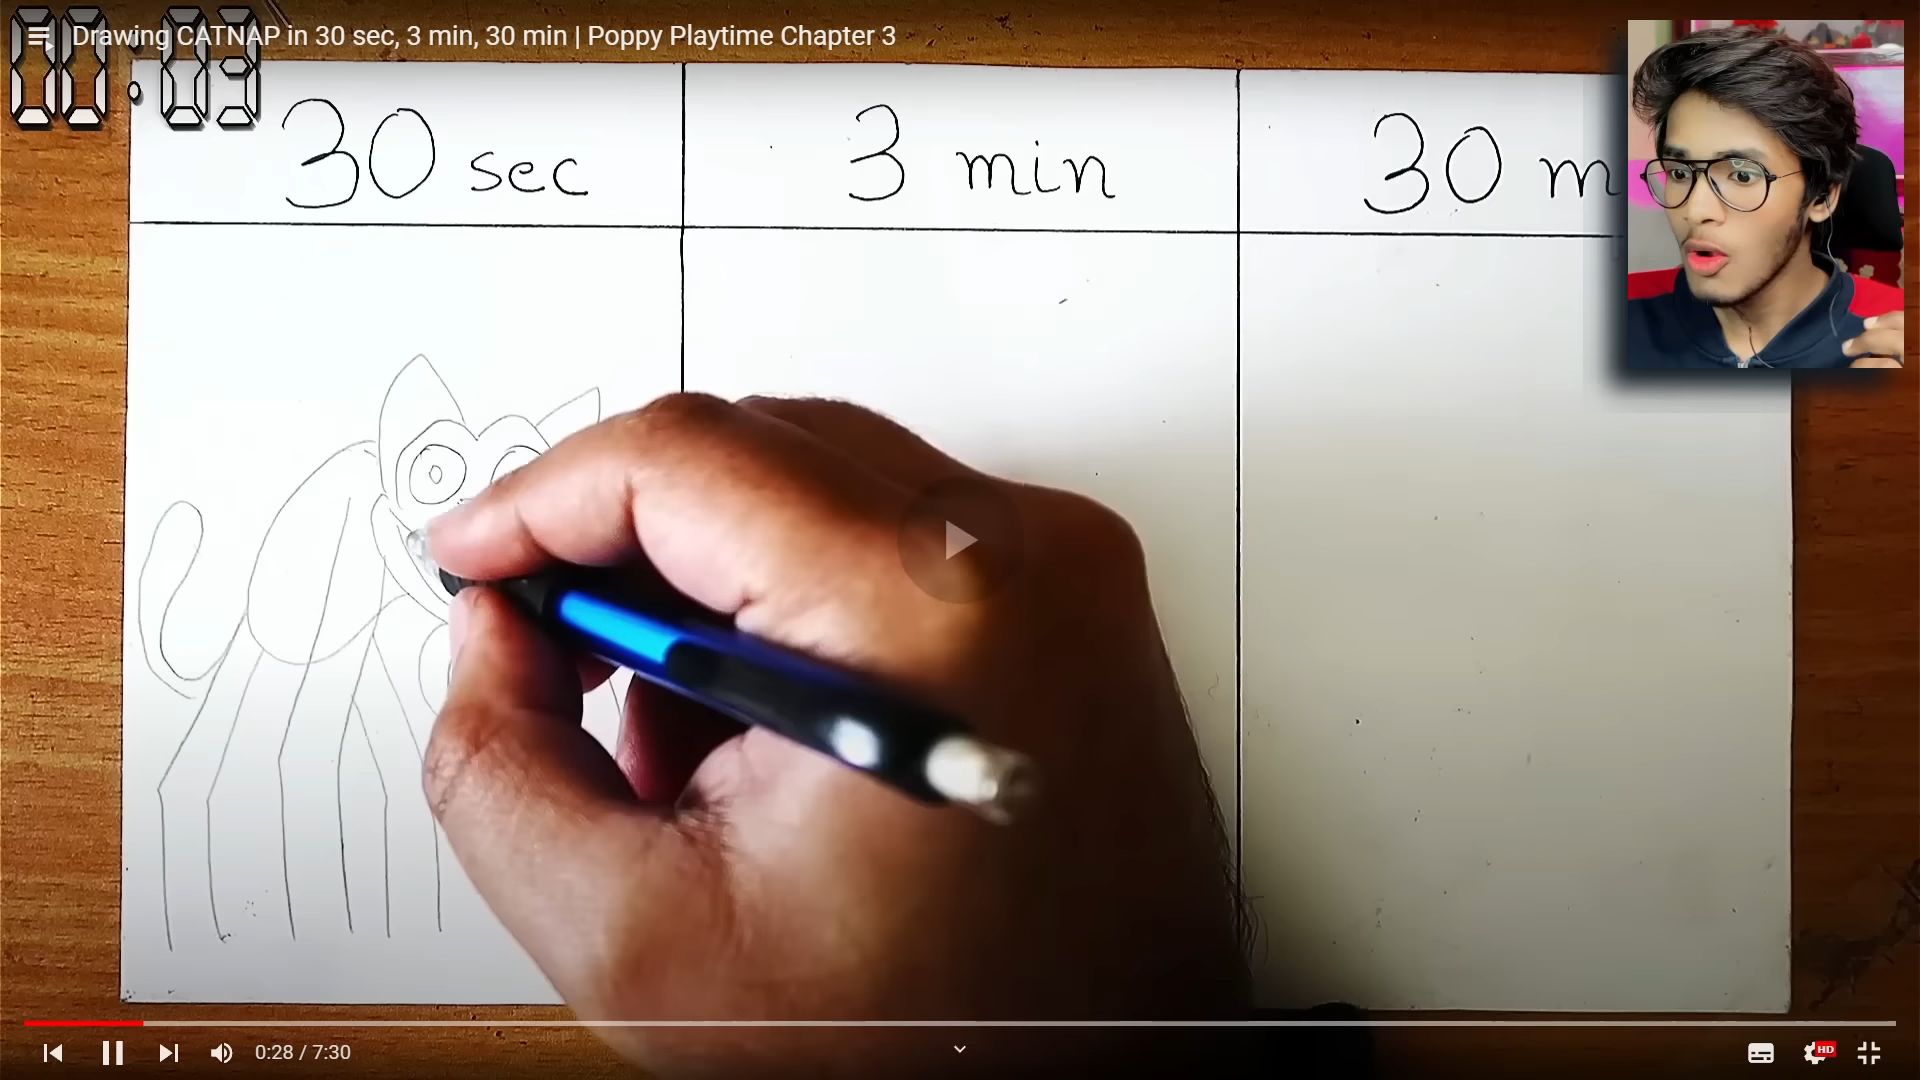 Drawing CATNAP in 30 sec, 3 min, 30 min | Poppy Playtime Chapter 3
00:03
30 sec
3 min
30 m
0:28 / 7:30
HD